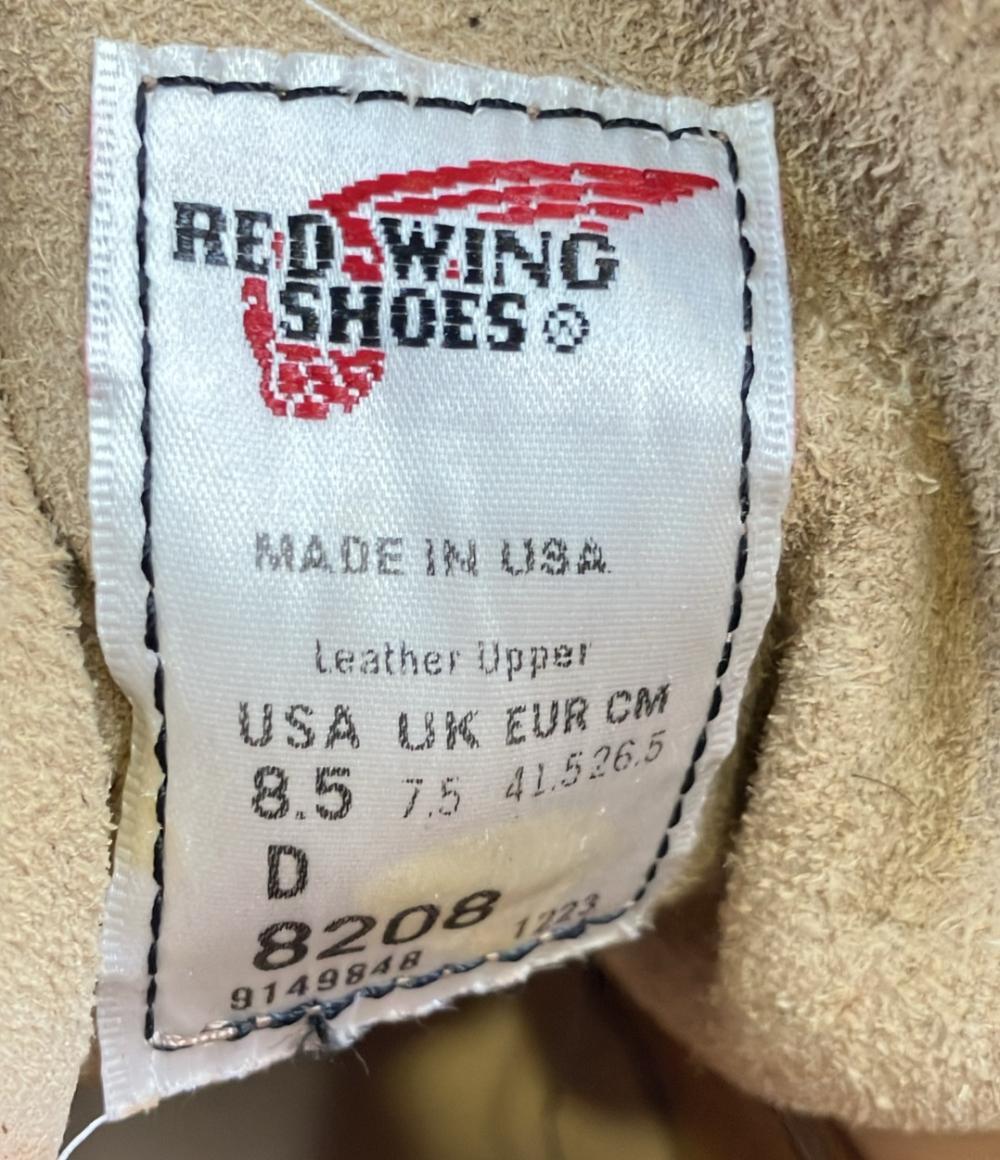 RED WING
SHOES ®
MADE IN USA
Leather Upper
USA UK EUR CM
8.5 7.5 41.5 26.5
D
8208 1223
9149848